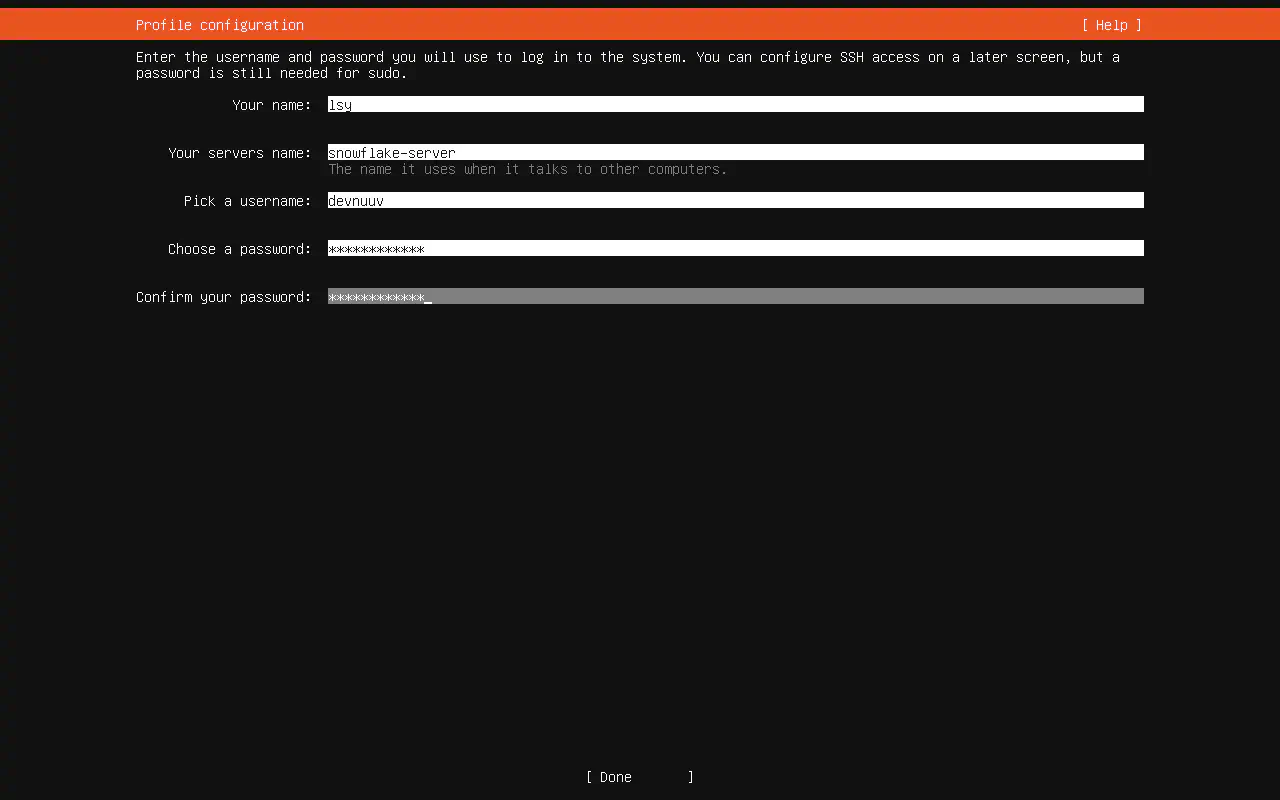 Profile configuration [ Help ]
Enter the username and password you will use to log in to the system. You can configure SSH access on a later screen, but a
password is still needed for sudo.
Your name: lsy
Your servers name: snowflake-server
The name it uses when it talks to other computers.
Pick a username: devnuuv
Choose a password: ************
Confirm your password: ************_
[ Done ]